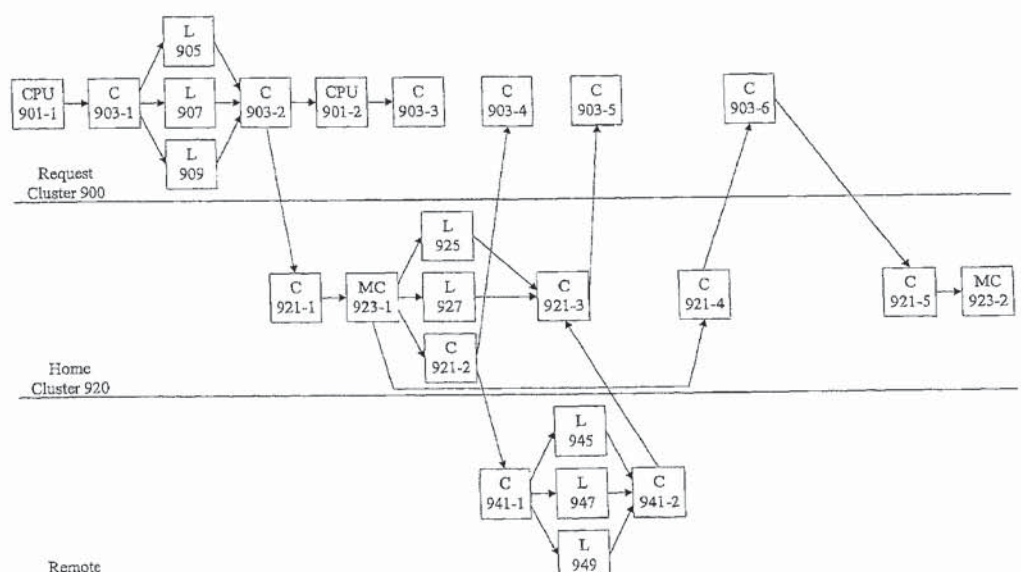 L
905
CPU
901-1
C
903-1
L
907
C
903-2
CPU
901-2
C
903-3
C
903-4
C
903-5
C
903-6
L
909
Request
Cluster 900
L
925
C
921-1
MC
923-1
L
927
C
921-3
C
921-4
C
921-5
MC
923-2
C
921-2
Home
Cluster 920
L
945
C
941-1
L
947
C
941-2
L
949
Remote